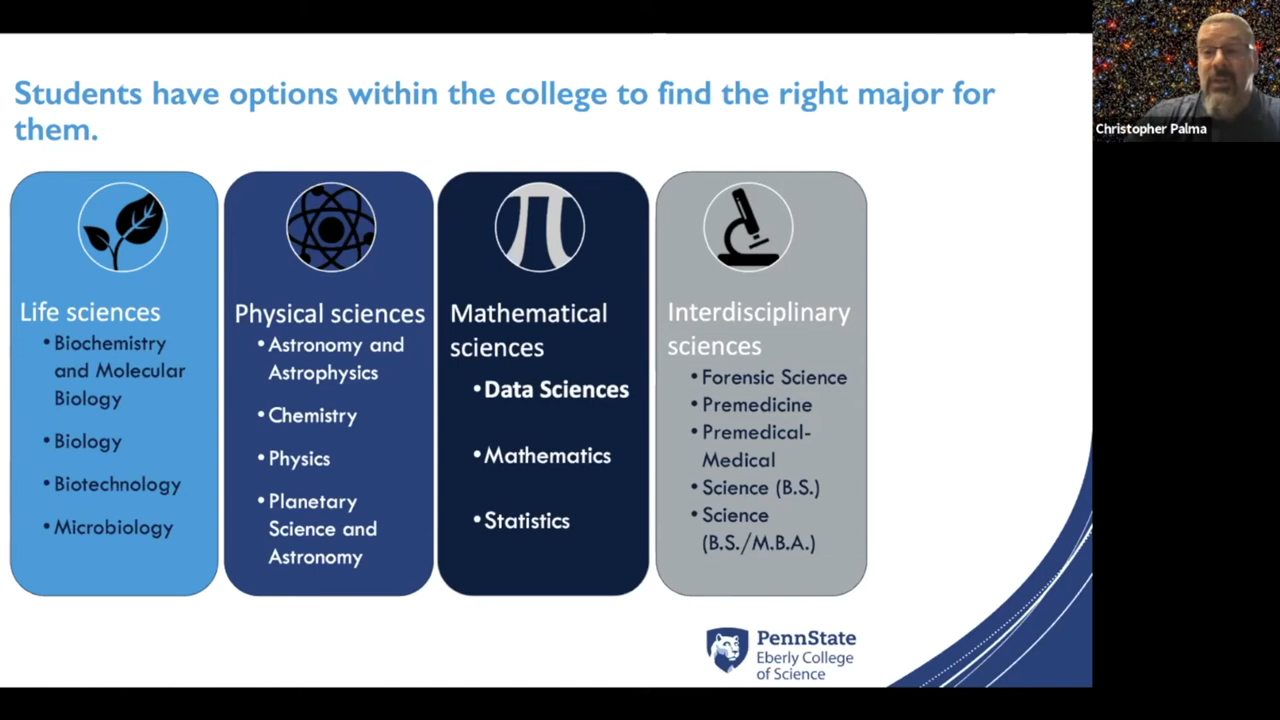 Students have options within the college to find the right major for
them.
Christopher Palma
Life sciences
•Biochemistry
and Molecular
Biology
•Biology
•Biotechnology
•Microbiology
Physical sciences
•Astronomy and
Astrophysics
•Chemistry
•Physics
•Planetary
Science and
Astronomy
Mathematical
sciences
•Data Sciences
•Mathematics
•Statistics
Interdisciplinary
sciences
•Forensic Science
•Premedicine
•Premedical-
Medical
•Science (B.S.)
•Science
(B.S./M.B.A.)
PennState
Eberly College
of Science